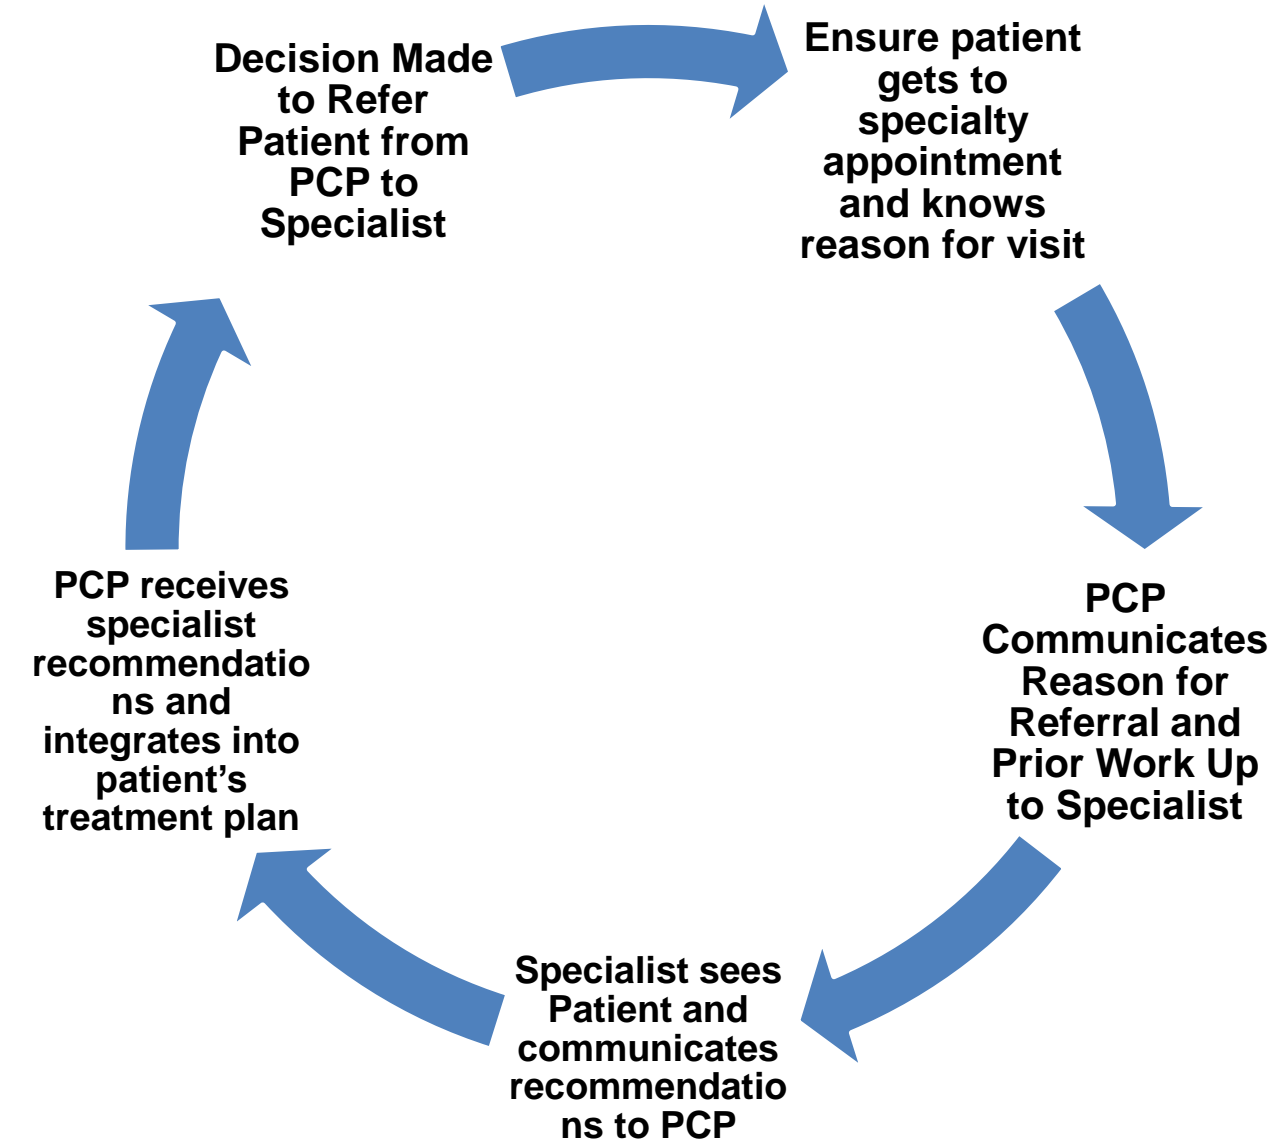 Decision Made
to Refer
Patient from
PCP to
Specialist
Ensure patient
gets to
specialty
appointment
and knows
reason for visit
PCP
Communicates
Reason for
Referral and
Prior Work Up
to Specialist
Specialist sees
Patient and
communicates
recommendatio
ns to PCP
PCP receives
specialist
recommendatio
ns and
integrates into
patient’s
treatment plan